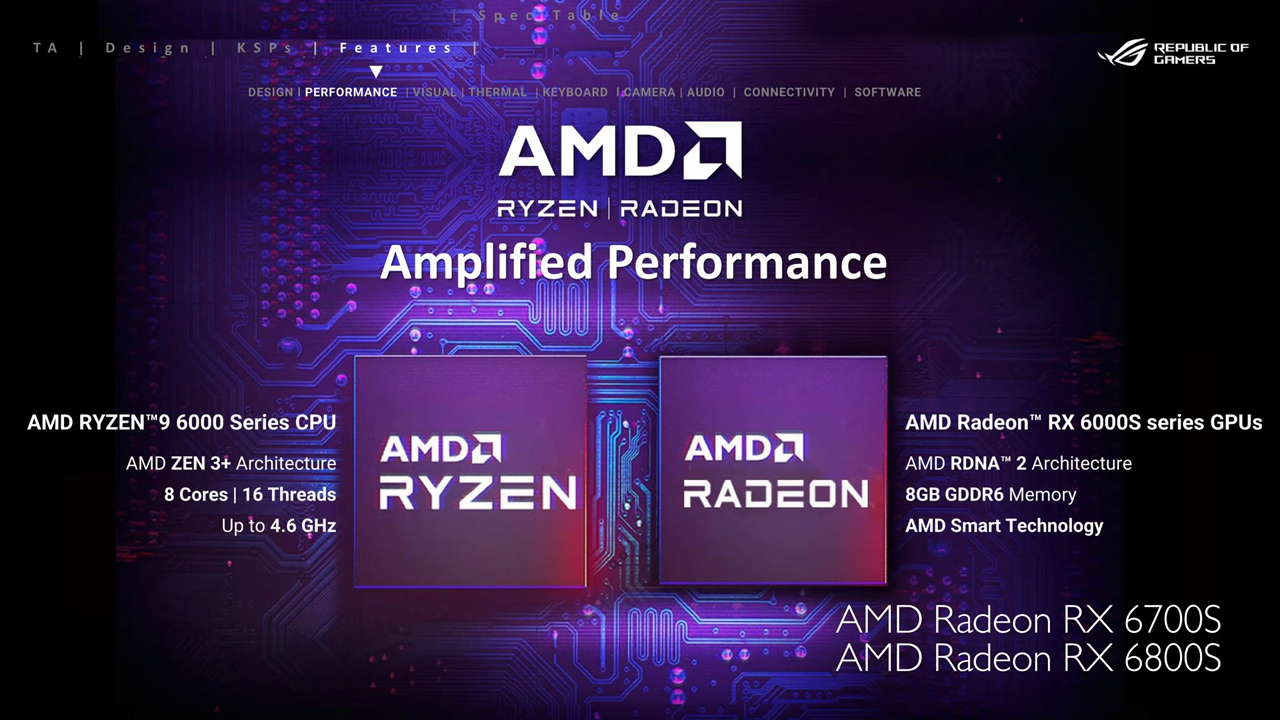 | Spec Table
TA | Design | KSPs | Features |
REPUBLIC OF
GAMERS
DESIGN | PERFORMANCE | VISUAL | THERMAL | KEYBOARD | CAMERA | AUDIO | CONNECTIVITY | SOFTWARE
AMD
RYZEN | RADEON
Amplified Performance
AMD RYZEN™9 6000 Series CPU
AMD ZEN 3+ Architecture
8 Cores | 16 Threads
Up to 4.6 GHz
AMD
RYZEN
AMD
RADEON
AMD Radeon™ RX 6000S series GPUs
AMD RDNA™ 2 Architecture
8GB GDDR6 Memory
AMD Smart Technology
AMD Radeon RX 6700S
AMD Radeon RX 6800S